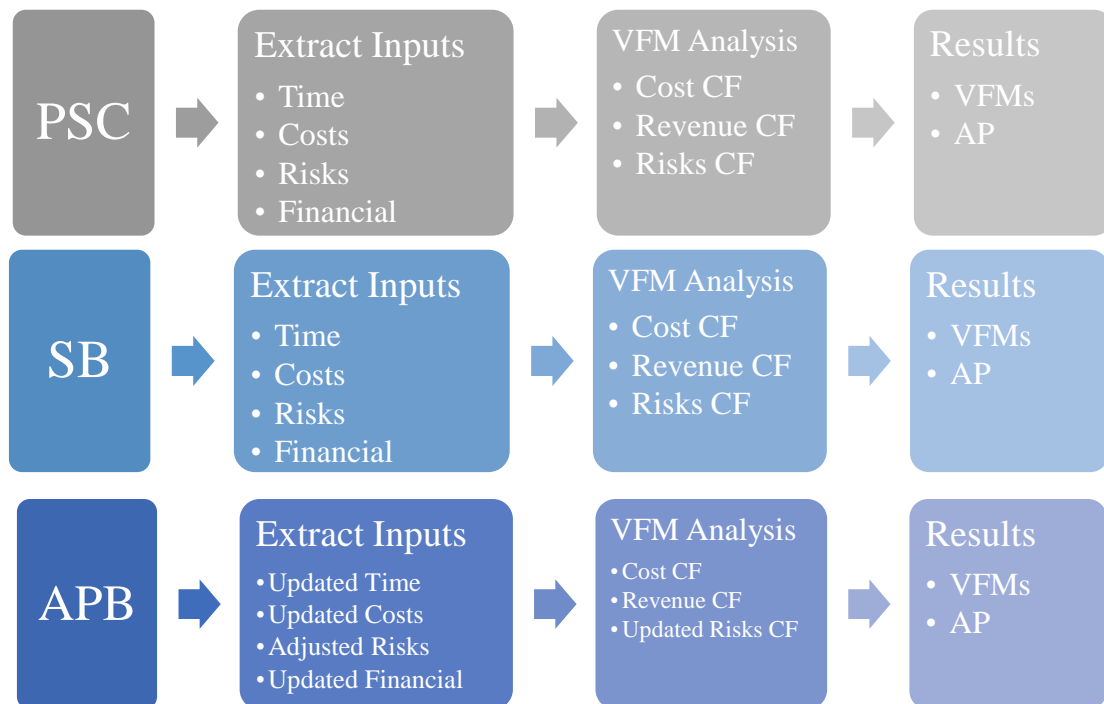 PSC
Extract Inputs
• Time
• Costs
• Risks
• Financial
VFM Analysis
• Cost CF
• Revenue CF
• Risks CF
Results
• VFMs
• AP
SB
Extract Inputs
• Time
• Costs
• Risks
• Financial
VFM Analysis
• Cost CF
• Revenue CF
• Risks CF
Results
• VFMs
• AP
APB
Extract Inputs
• Updated Time
• Updated Costs
• Adjusted Risks
• Updated Financial
VFM Analysis
• Cost CF
• Revenue CF
• Updated Risks CF
Results
• VFMs
• AP